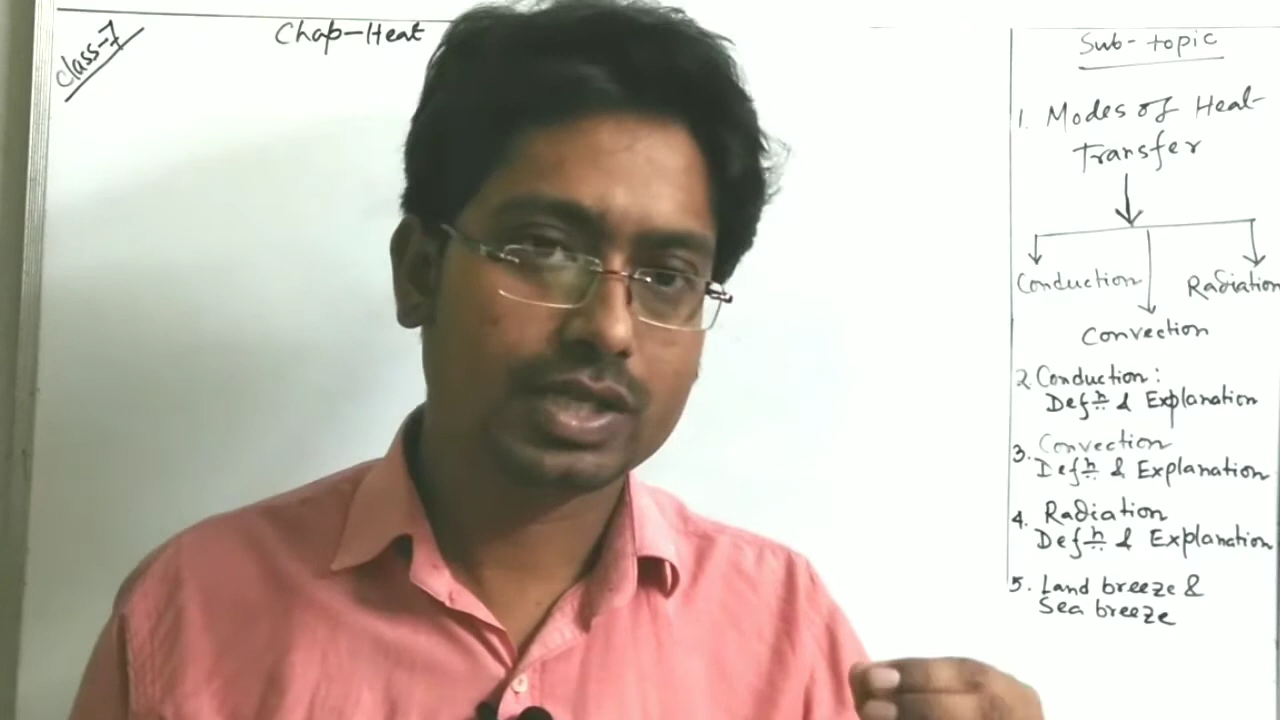 Class-7
Chap-Heat
Sub-topic
1. Modes of Heat
Transfer
Conduction
Radiation
Convection
2. Conduction:
Defn & Explanation
3. Convection
Defn & Explanation
4. Radiation
Defn & Explanation
5. Land breeze &
Sea breeze